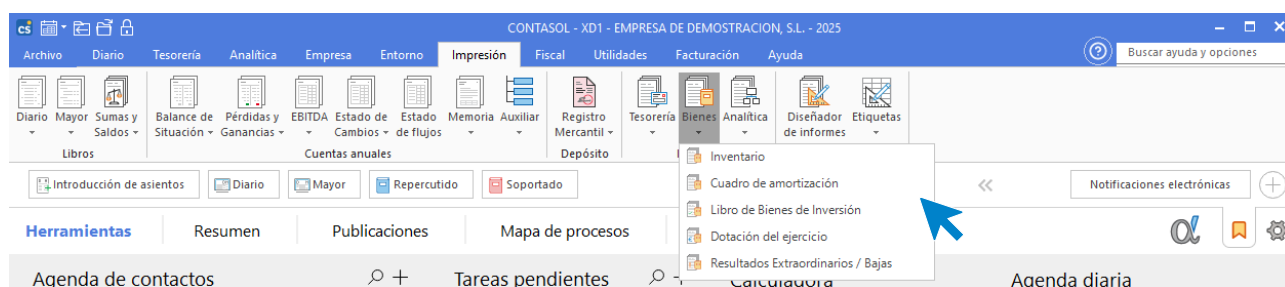 cs CONTASOL - XD1 - EMPRESA DE DEMOSTRACION, S.L. - 2025
Archivo Diario Tesorería Analítica Empresa Entorno Impresión Fiscal Utilidades Facturación Ayuda Buscar ayuda y opciones
Diario Mayor Sumas y Balance de Pérdidas y EBITDA Estado de Estado Memoria Auxiliar Registro Tesorería Bienes Analítica Diseñador Etiquetas
Saldos Situación Ganancias Cambios de flujos Mercantil de informes
Libros Cuentas anuales Depósito
Inventario
Introducción de asientos Diario Mayor Repercutido Soportado Cuadro de amortización Notificaciones electrónicas
Libro de Bienes de Inversión
Herramientas Resumen Publicaciones Mapa de procesos Dotación del ejercicio
Resultados Extraordinarios / Bajas
Agenda de contactos Tareas pendientes Calculadora Agenda diaria